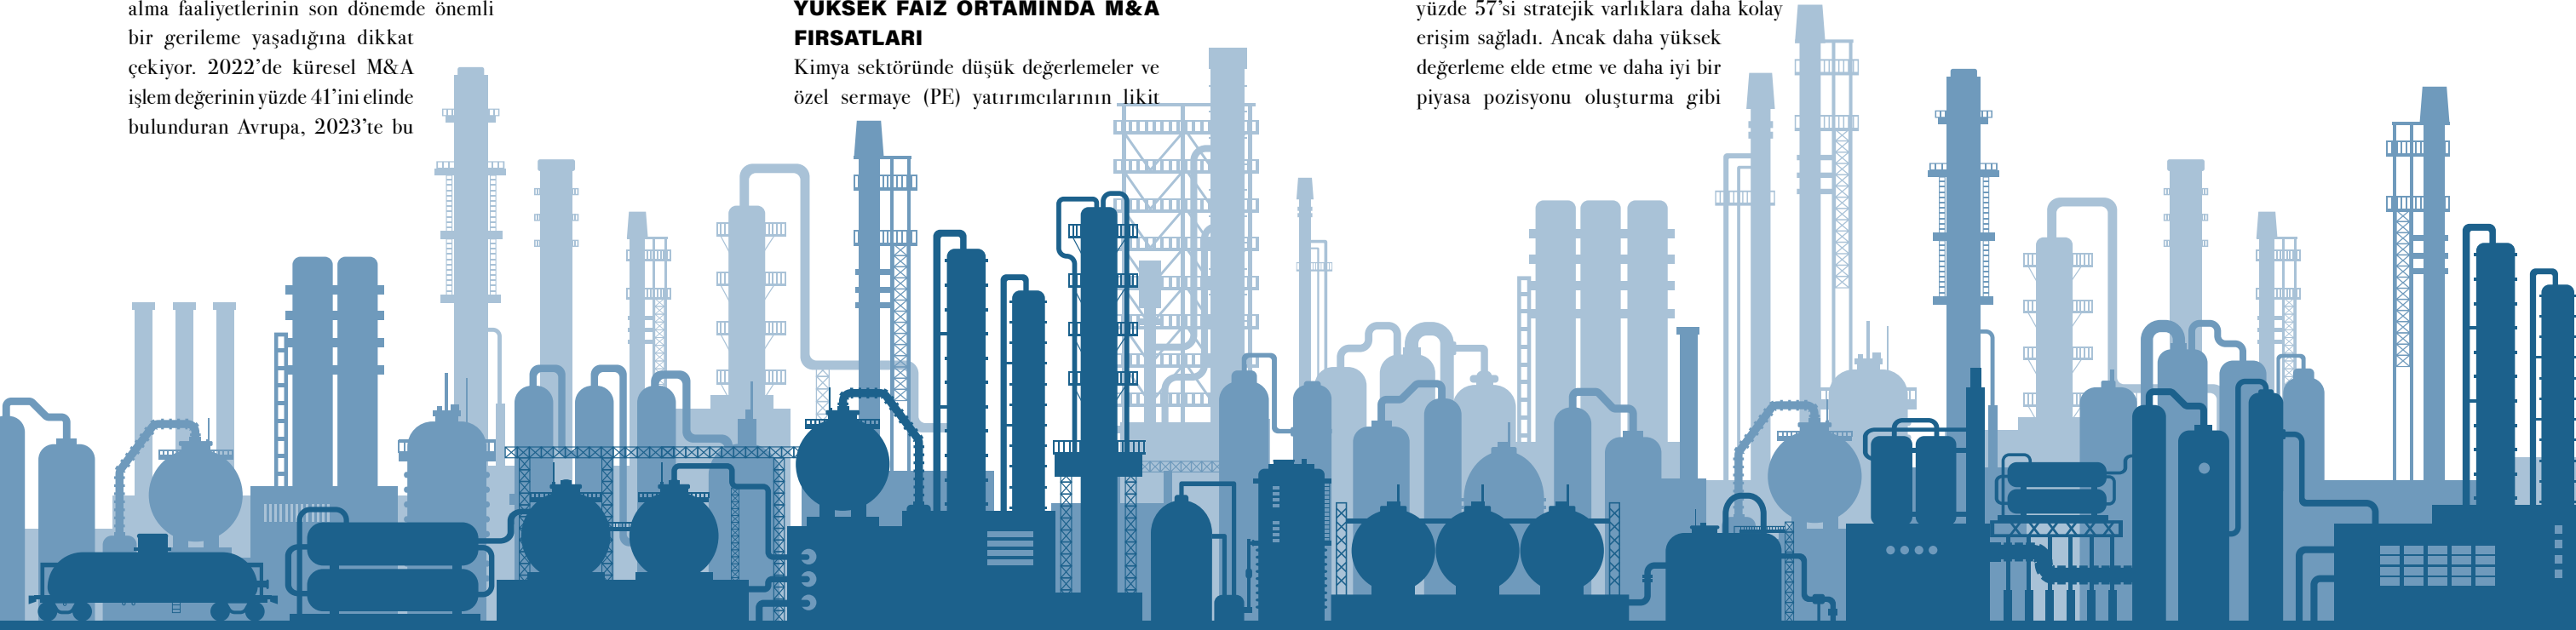 alma faaliyetlerinin son dönemde önemli
bir gerileme yaşadığına dikkat
çekiyor. 2022’de küresel M&A
işlem değerinin yüzde 41’ini elinde
bulunduran Avrupa, 2023’te bu
YÜKSEK FAİZ ORTAMINDA M&A
FIRSATLARI
Kimya sektöründe düşük değerlemeler ve
özel sermaye (PE) yatırımcılarının likit
yüzde 57’si stratejik varlıklara daha kolay
erişim sağladı. Ancak daha yüksek
değerleme elde etme ve daha iyi bir
piyasa pozisyonu oluşturma gibi